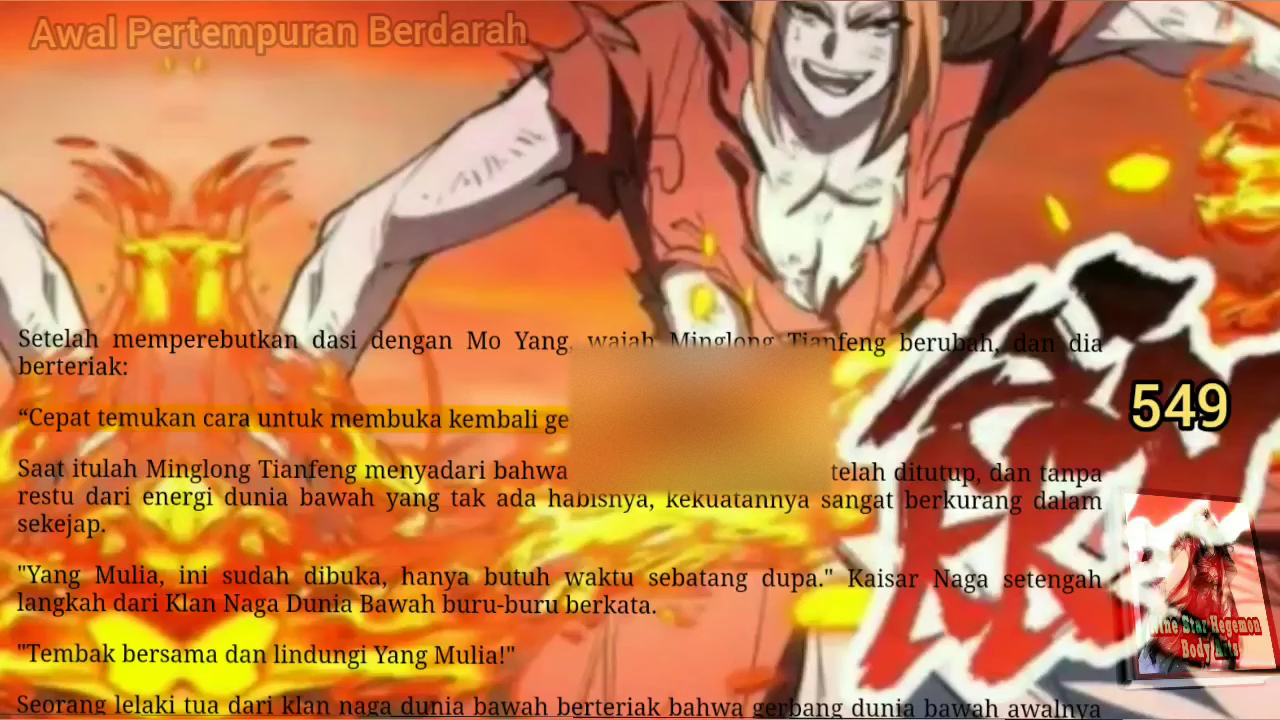 Awal Pertempuran Berdarah
Setelah memperebutkan dasi dengan Mo Yang, wajah Minglong Tianfeng berubah, dan dia
berteriak:
“Cepat temukan cara untuk membuka kembali ge
549
Saat itulah Minglong Tianfeng menyadari bahwa telah ditutup, dan tanpa
restu dari energi dunia bawah yang tak ada habisnya, kekuatannya sangat berkurang dalam
sekejap.
"Yang Mulia, ini sudah dibuka, hanya butuh waktu sebatang dupa." Kaisar Naga setengah
langkah dari Klan Naga Dunia Bawah buru-buru berkata.
Nine Star Hegemon
Body Arts
"Tembak bersama dan lindungi Yang Mulia!"
Seorang lelaki tua dari klan naga dunia bawah berteriak bahwa gerbang dunia bawah awalnya